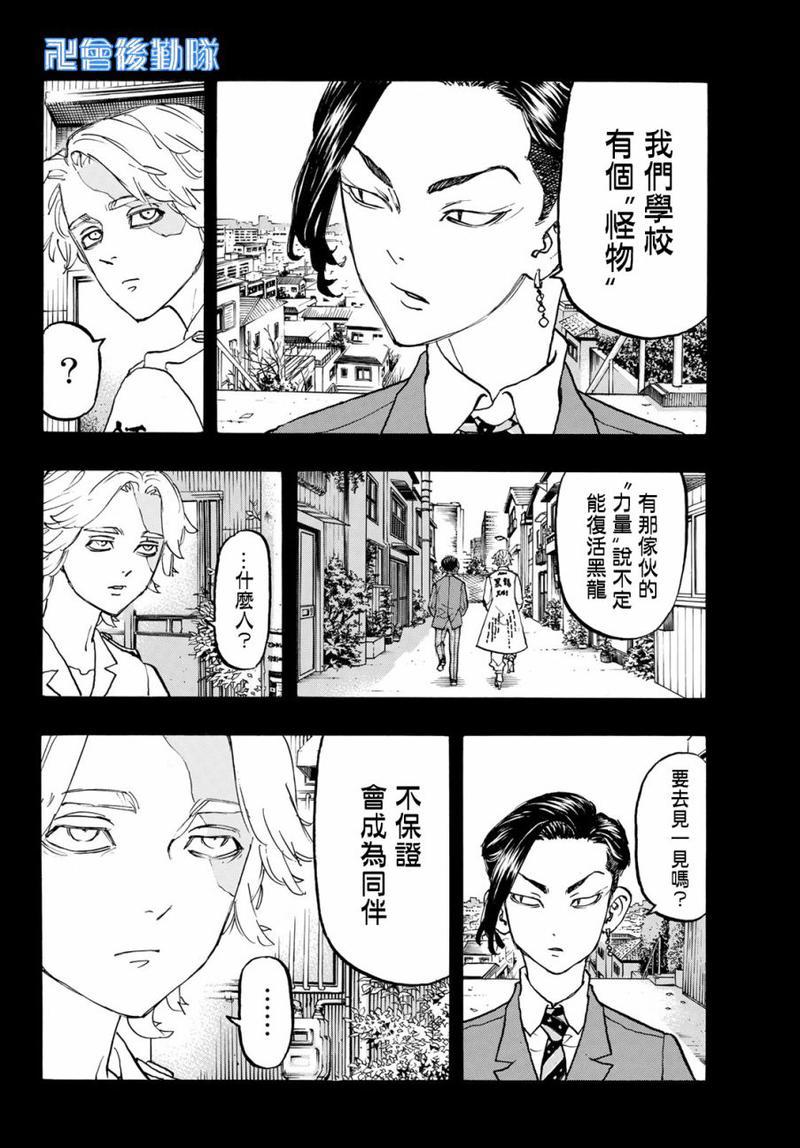 卍會後勤隊
我們學校
有個"怪物"
？
有那傢伙的
"力量"說不定
能復活黑龍
黑龍
…什麼人？
要去見一見嗎？
不保證
會成為同伴
……